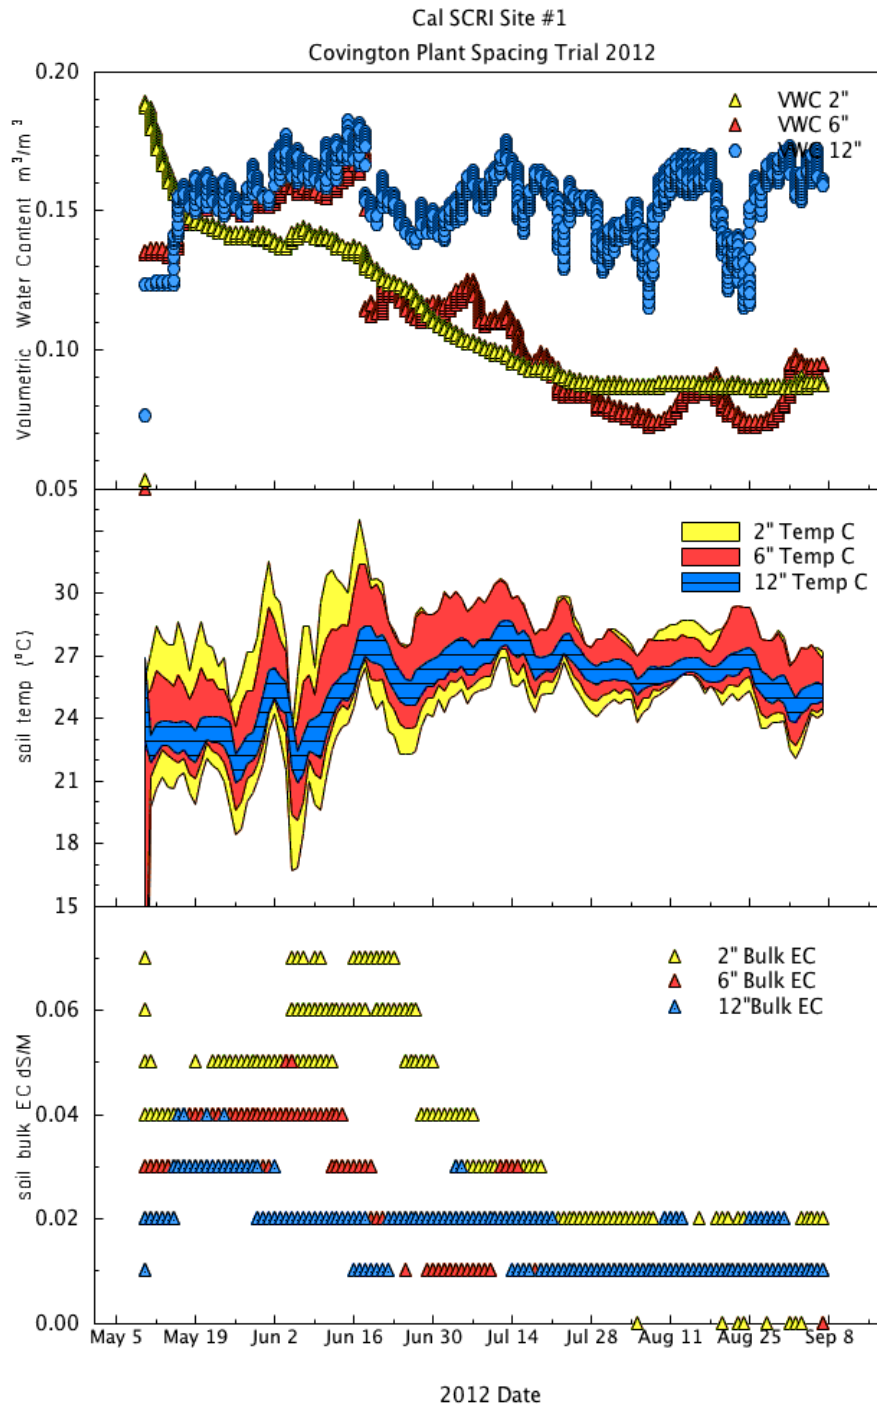 Cal SCRI Site #1
Covington Plant Spacing Trial 2012
0.20
0.15
0.10
0.05
Volumetric Water Content m³/m³
VWC 2"
VWC 6"
VWC 12"
30
27
24
21
18
15
soil temp (⁰C)
2" Temp C
6" Temp C
12" Temp C
0.06
0.04
0.02
0.00
soil bulk EC dS/M
2" Bulk EC
6" Bulk EC
12"Bulk EC
May 5 May 19 Jun 2 Jun 16 Jun 30 Jul 14 Jul 28 Aug 11 Aug 25 Sep 8
2012 Date